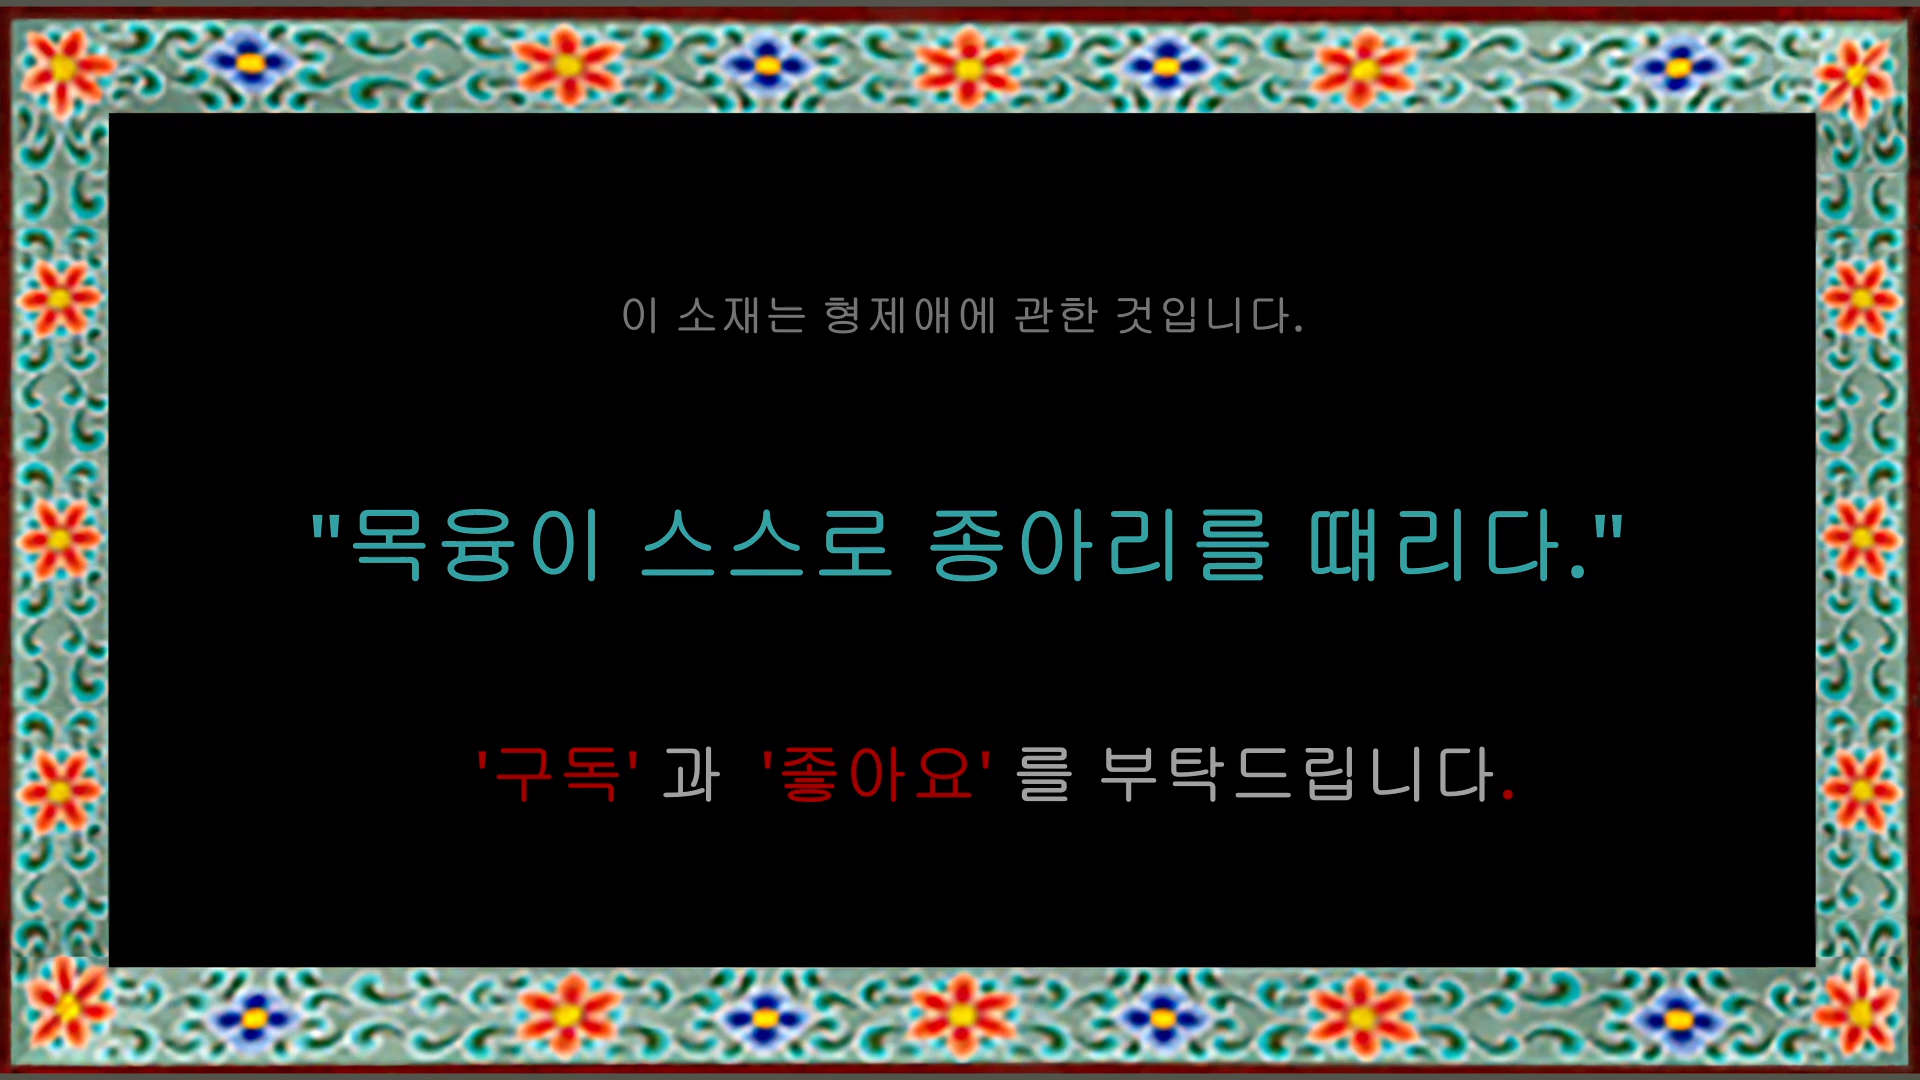 이 소재는 형제애에 관한 것입니다.
"목융이 스스로 종아리를 떄리다."
'구독' 과 '좋아요' 를 부탁드립니다.